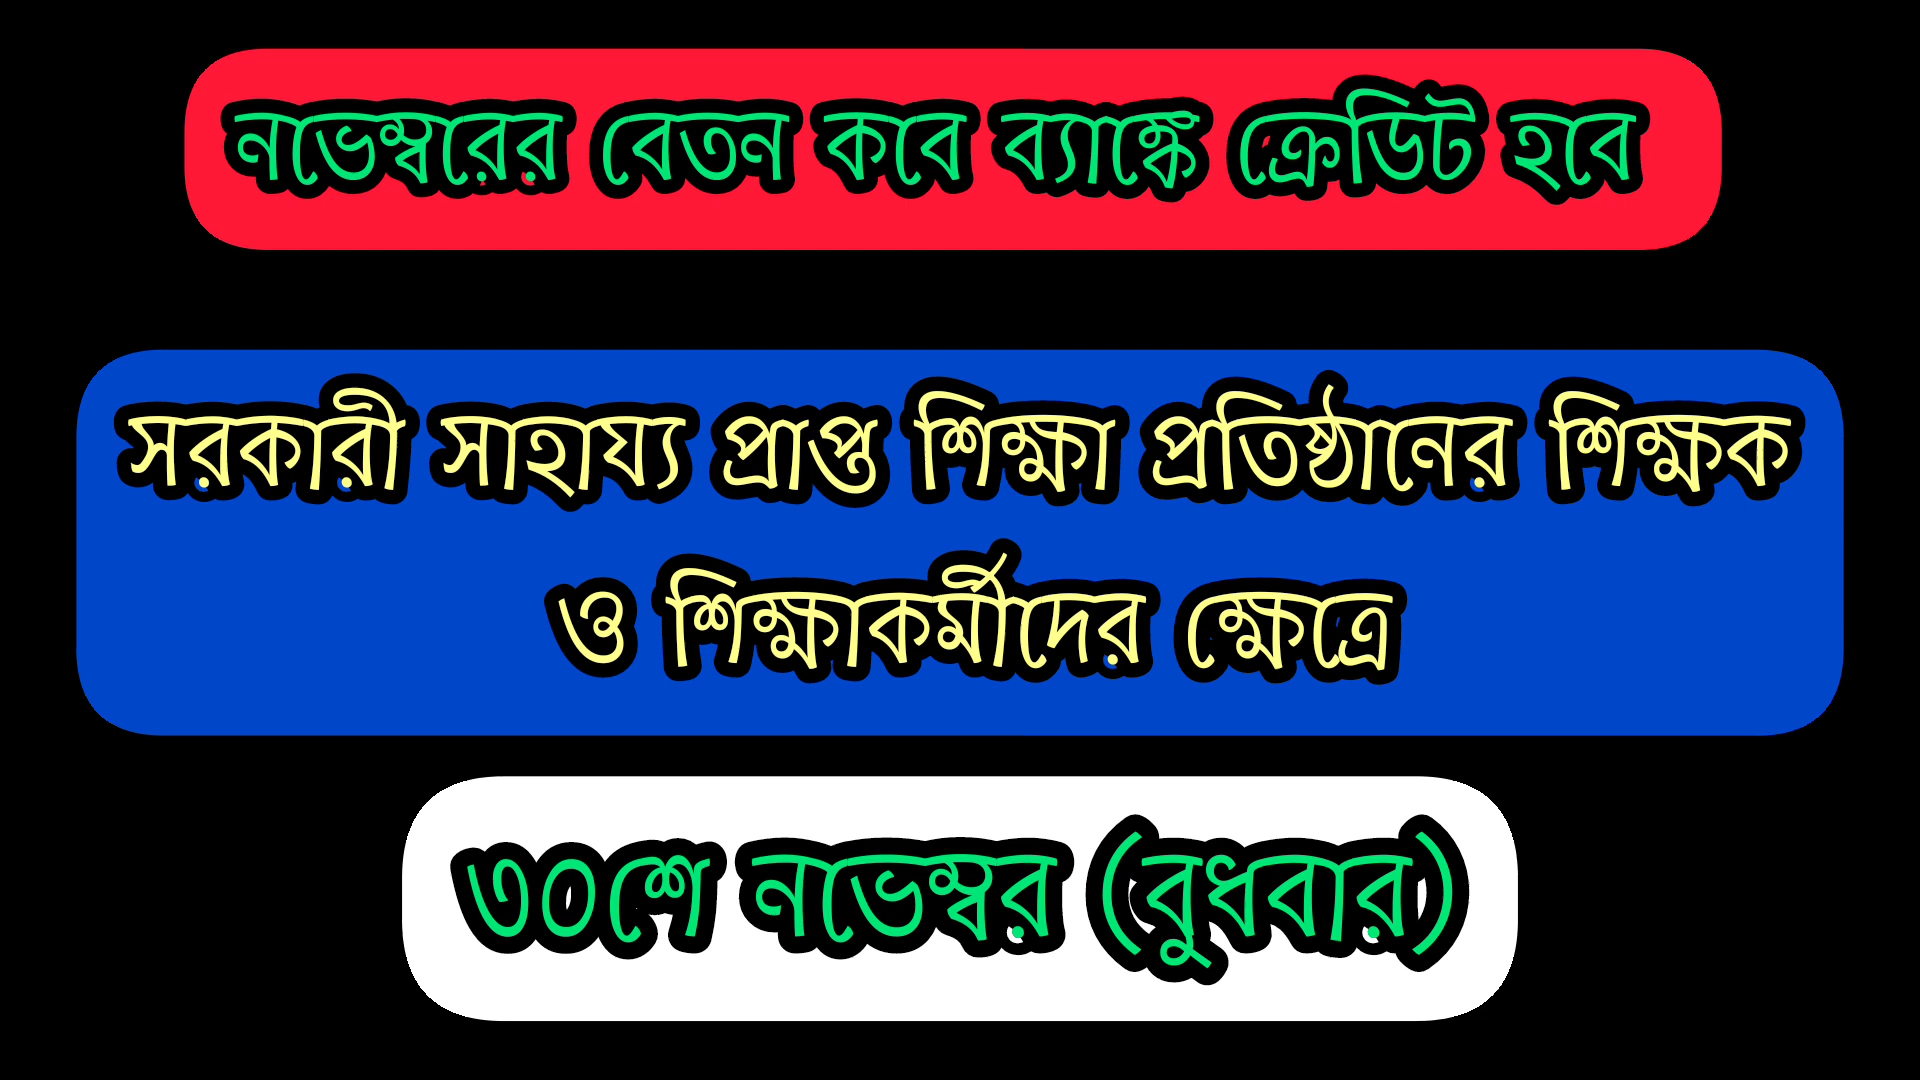 নভেম্বরের বেতন কবে ব্যাঙ্কে ক্রেডিট হবে
সরকারী সাহায্য প্রাপ্ত শিক্ষা প্রতিষ্ঠানের শিক্ষক
ও শিক্ষাকর্মীদের ক্ষেত্রে
৩০শে নভেম্বর (বুধবার)